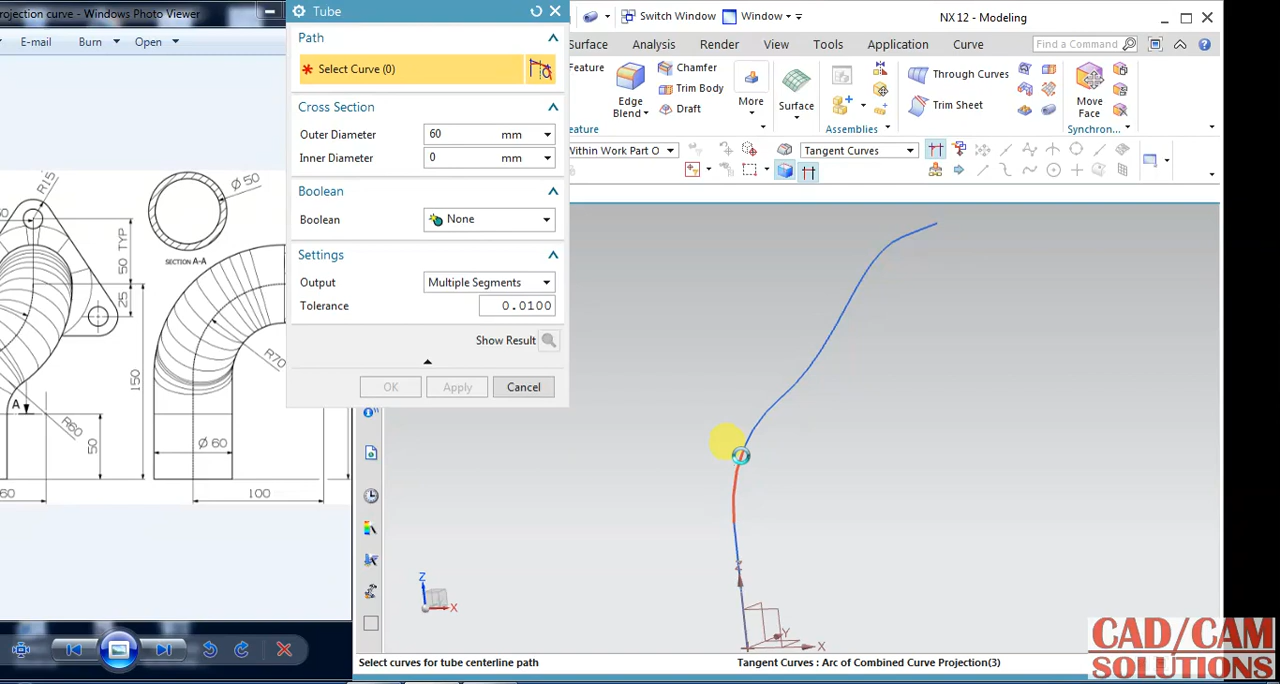 rojection curve - Windows Photo Viewer
E-mail
Burn
Open
R15
50 TYP
25
A
R60
50
60
Ø 50
SECTION A-A
150
R70
Ø 60
100
Tube
Path
* Select Curve (0)
Cross Section
Outer Diameter
60
mm
Inner Diameter
0
mm
Boolean
Boolean
None
Settings
Output
Multiple Segments
Tolerance
0.0100
Show Result
OK
Apply
Cancel
Switch Window
Window
NX 12 - Modeling
Surface
Analysis
Render
View
Tools
Application
Curve
Find a Command
Feature
Edge
Blend
Chamfer
Trim Body
Draft
More
Surface
Through Curves
Trim Sheet
Move
Face
eature
Assemblies
Synchron...
Within Work Part O
Tangent Curves
Z
X
Z
Y
X
Select curves for tube centerline path
Tangent Curves : Arc of Combined Curve Projection(3)
CAD/CAM
SOLUTIONS